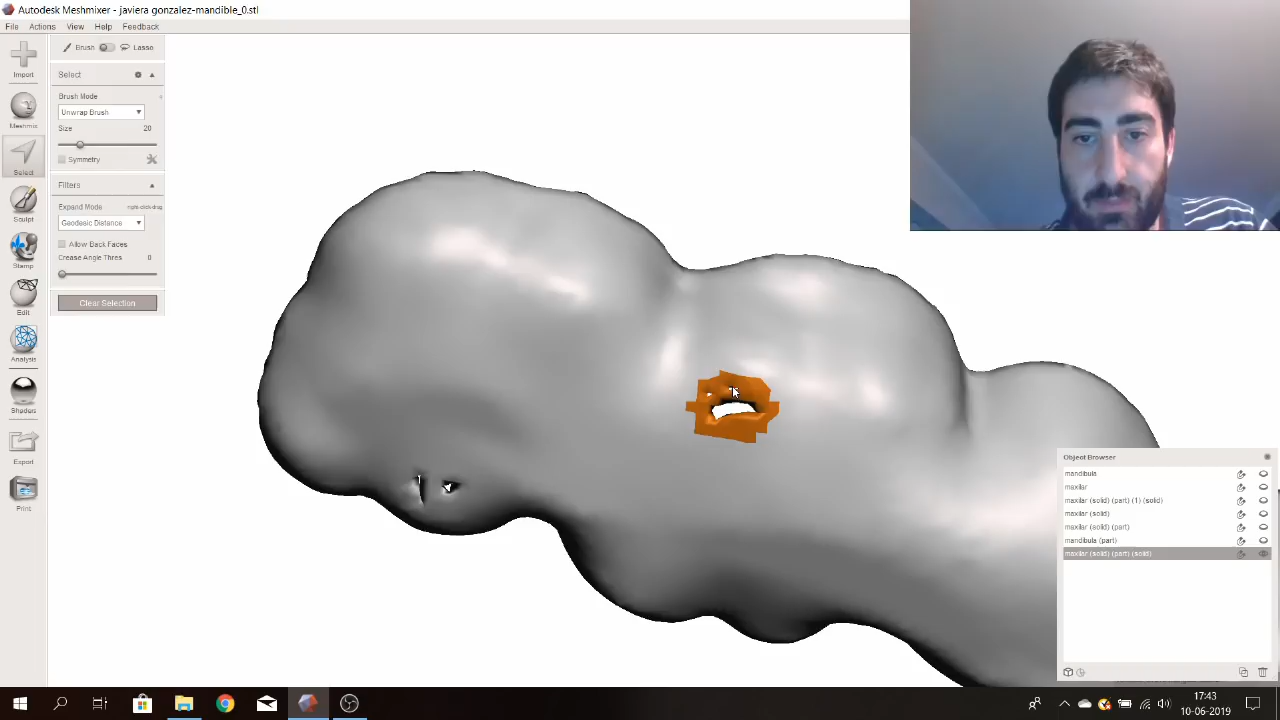 Autodesk Meshmixer - javiera gonzalez-mandible_0.stl
File Actions View Help Feedback
Import
Meshmix
Select
Sculpt
Stamp
Edit
Analysis
Shaders
Export
Print
Brush Lasso
Select
Brush Mode
Unwrap Brush
Size 20
Symmetry
Filters
Expand Mode right-click-drag
Geodesic Distance
Allow Back Faces
Crease Angle Thres 0
Clear Selection
Object Browser
mandibula
maxilar
maxilar (solid) (part) (1) (solid)
maxilar (solid)
maxilar (solid) (part)
mandibula (part)
maxilar (solid) (part) (solid)
17:43
10-06-2019